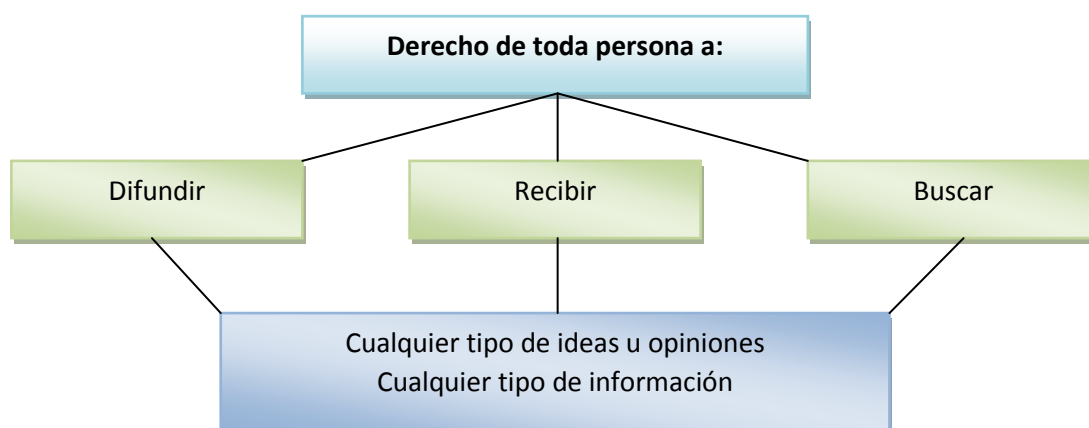 Derecho de toda persona a:
Difundir
Recibir
Buscar
Cualquier tipo de ideas u opiniones
Cualquier tipo de información